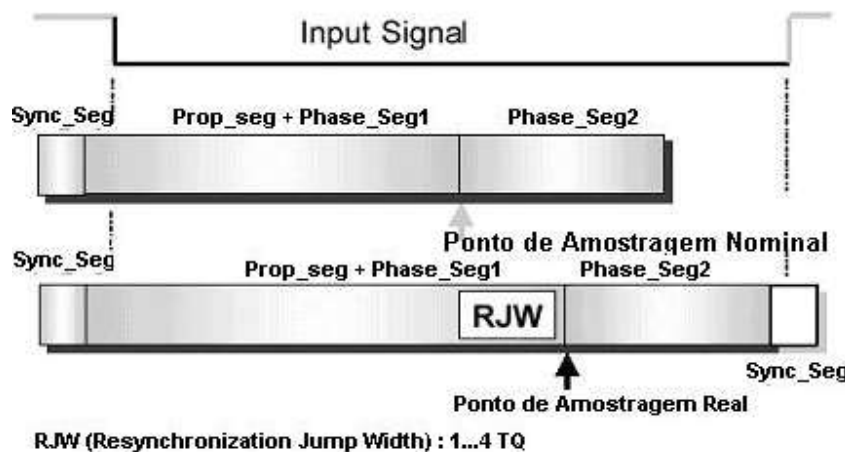 Input Signal
Sync_Seg Prop_seg + Phase_Seg1 Phase_Seg2
Ponto de Amostragem Nominal
Sync_Seg Prop_seg + Phase_Seg1 Phase_Seg2
RJW
Sync_Seg
Ponto de Amostragem Real
RJW (Resynchronization Jump Width) : 1...4 TQ